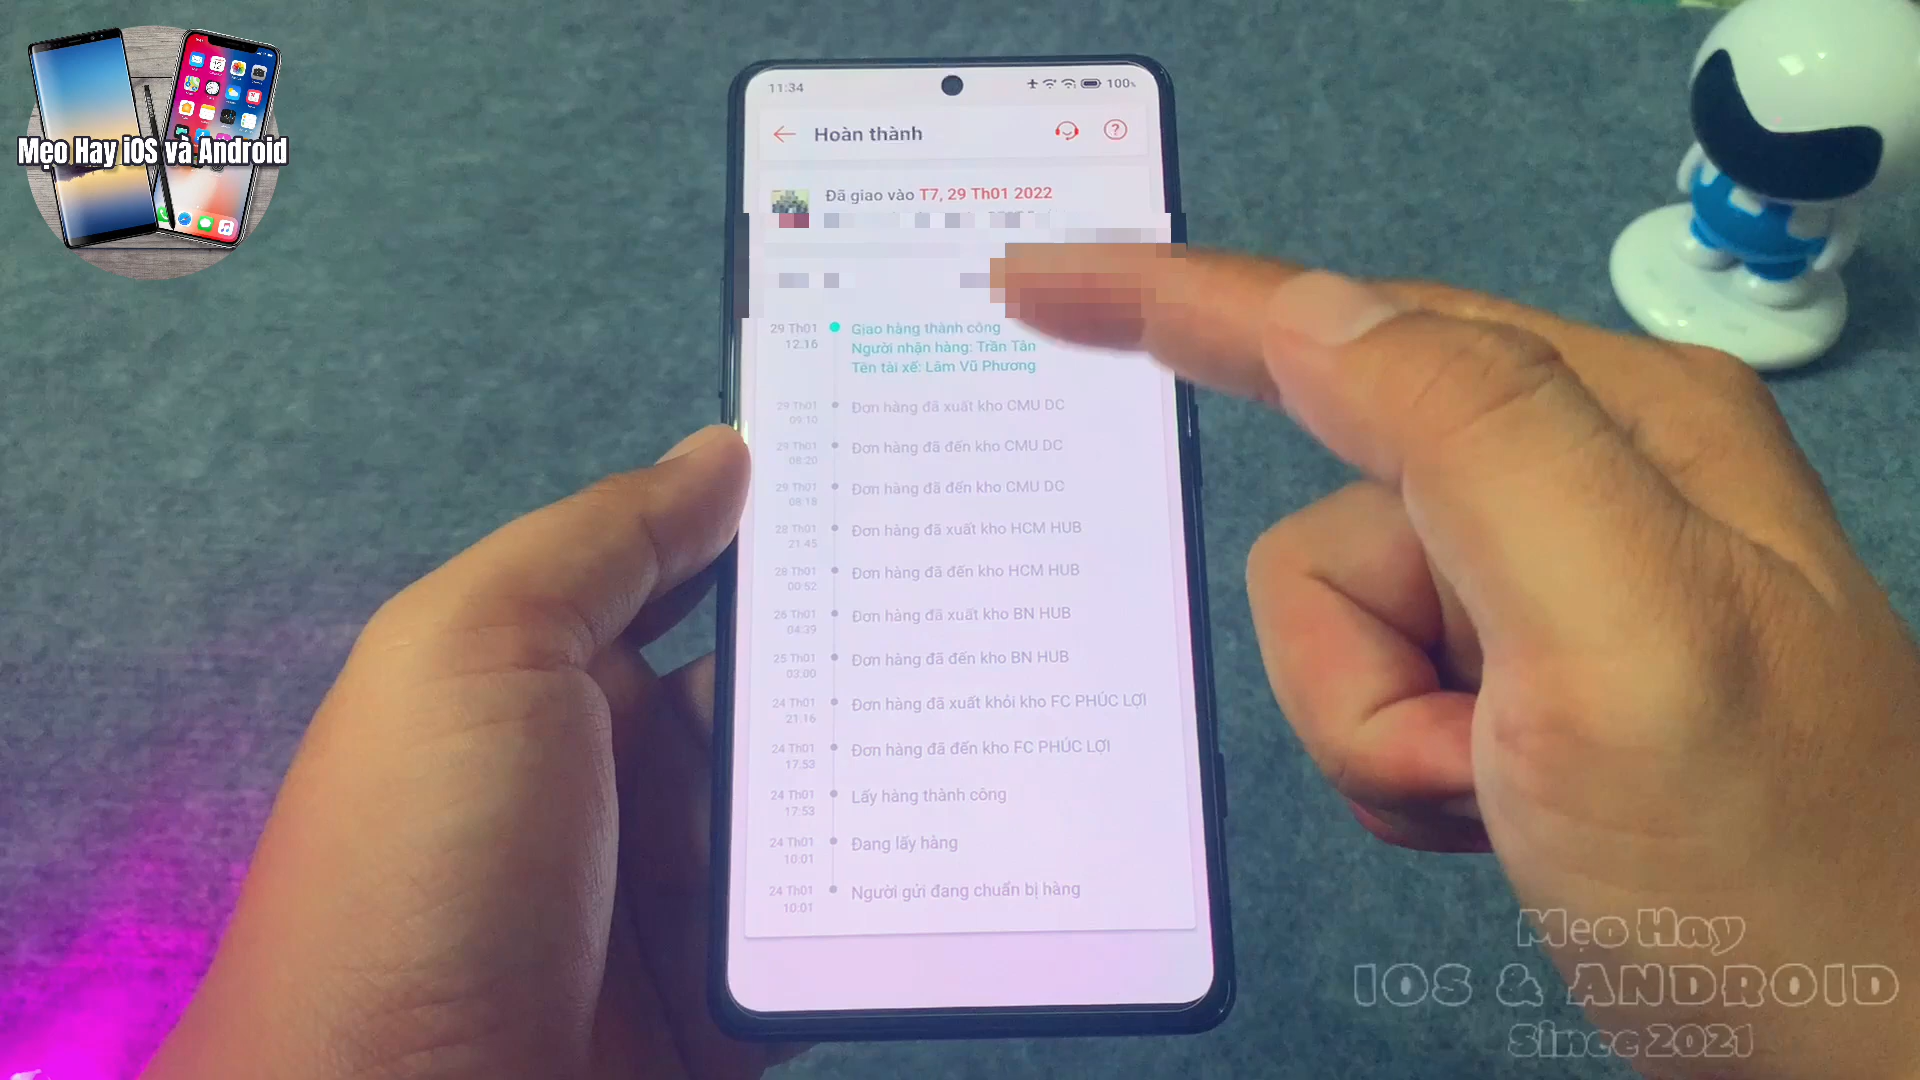 Mẹo Hay iOS và Android
11:34
100%
Hoàn thành
Đã giao vào T7, 29 Th01 2022
29 Th01
12:16
Giao hàng thành công
Người nhận hàng: Trần Tân
Tên tài xế: Lâm Vũ Phương
29 Th01
09:10
Đơn hàng đã xuất kho CMU DC
29 Th01
08:20
Đơn hàng đã đến kho CMU DC
29 Th01
08:18
Đơn hàng đã đến kho CMU DC
28 Th01
21:45
Đơn hàng đã xuất kho HCM HUB
28 Th01
00:52
Đơn hàng đã đến kho HCM HUB
26 Th01
04:39
Đơn hàng đã xuất kho BN HUB
25 Th01
03:00
Đơn hàng đã đến kho BN HUB
24 Th01
21:16
Đơn hàng đã xuất khỏi kho FC PHÚC LỢI
24 Th01
17:53
Đơn hàng đã đến kho FC PHÚC LỢI
24 Th01
17:53
Lấy hàng thành công
24 Th01
10:01
Đang lấy hàng
24 Th01
10:01
Người gửi đang chuẩn bị hàng
Mẹo Hay
IOS & ANDROID
Since 2021